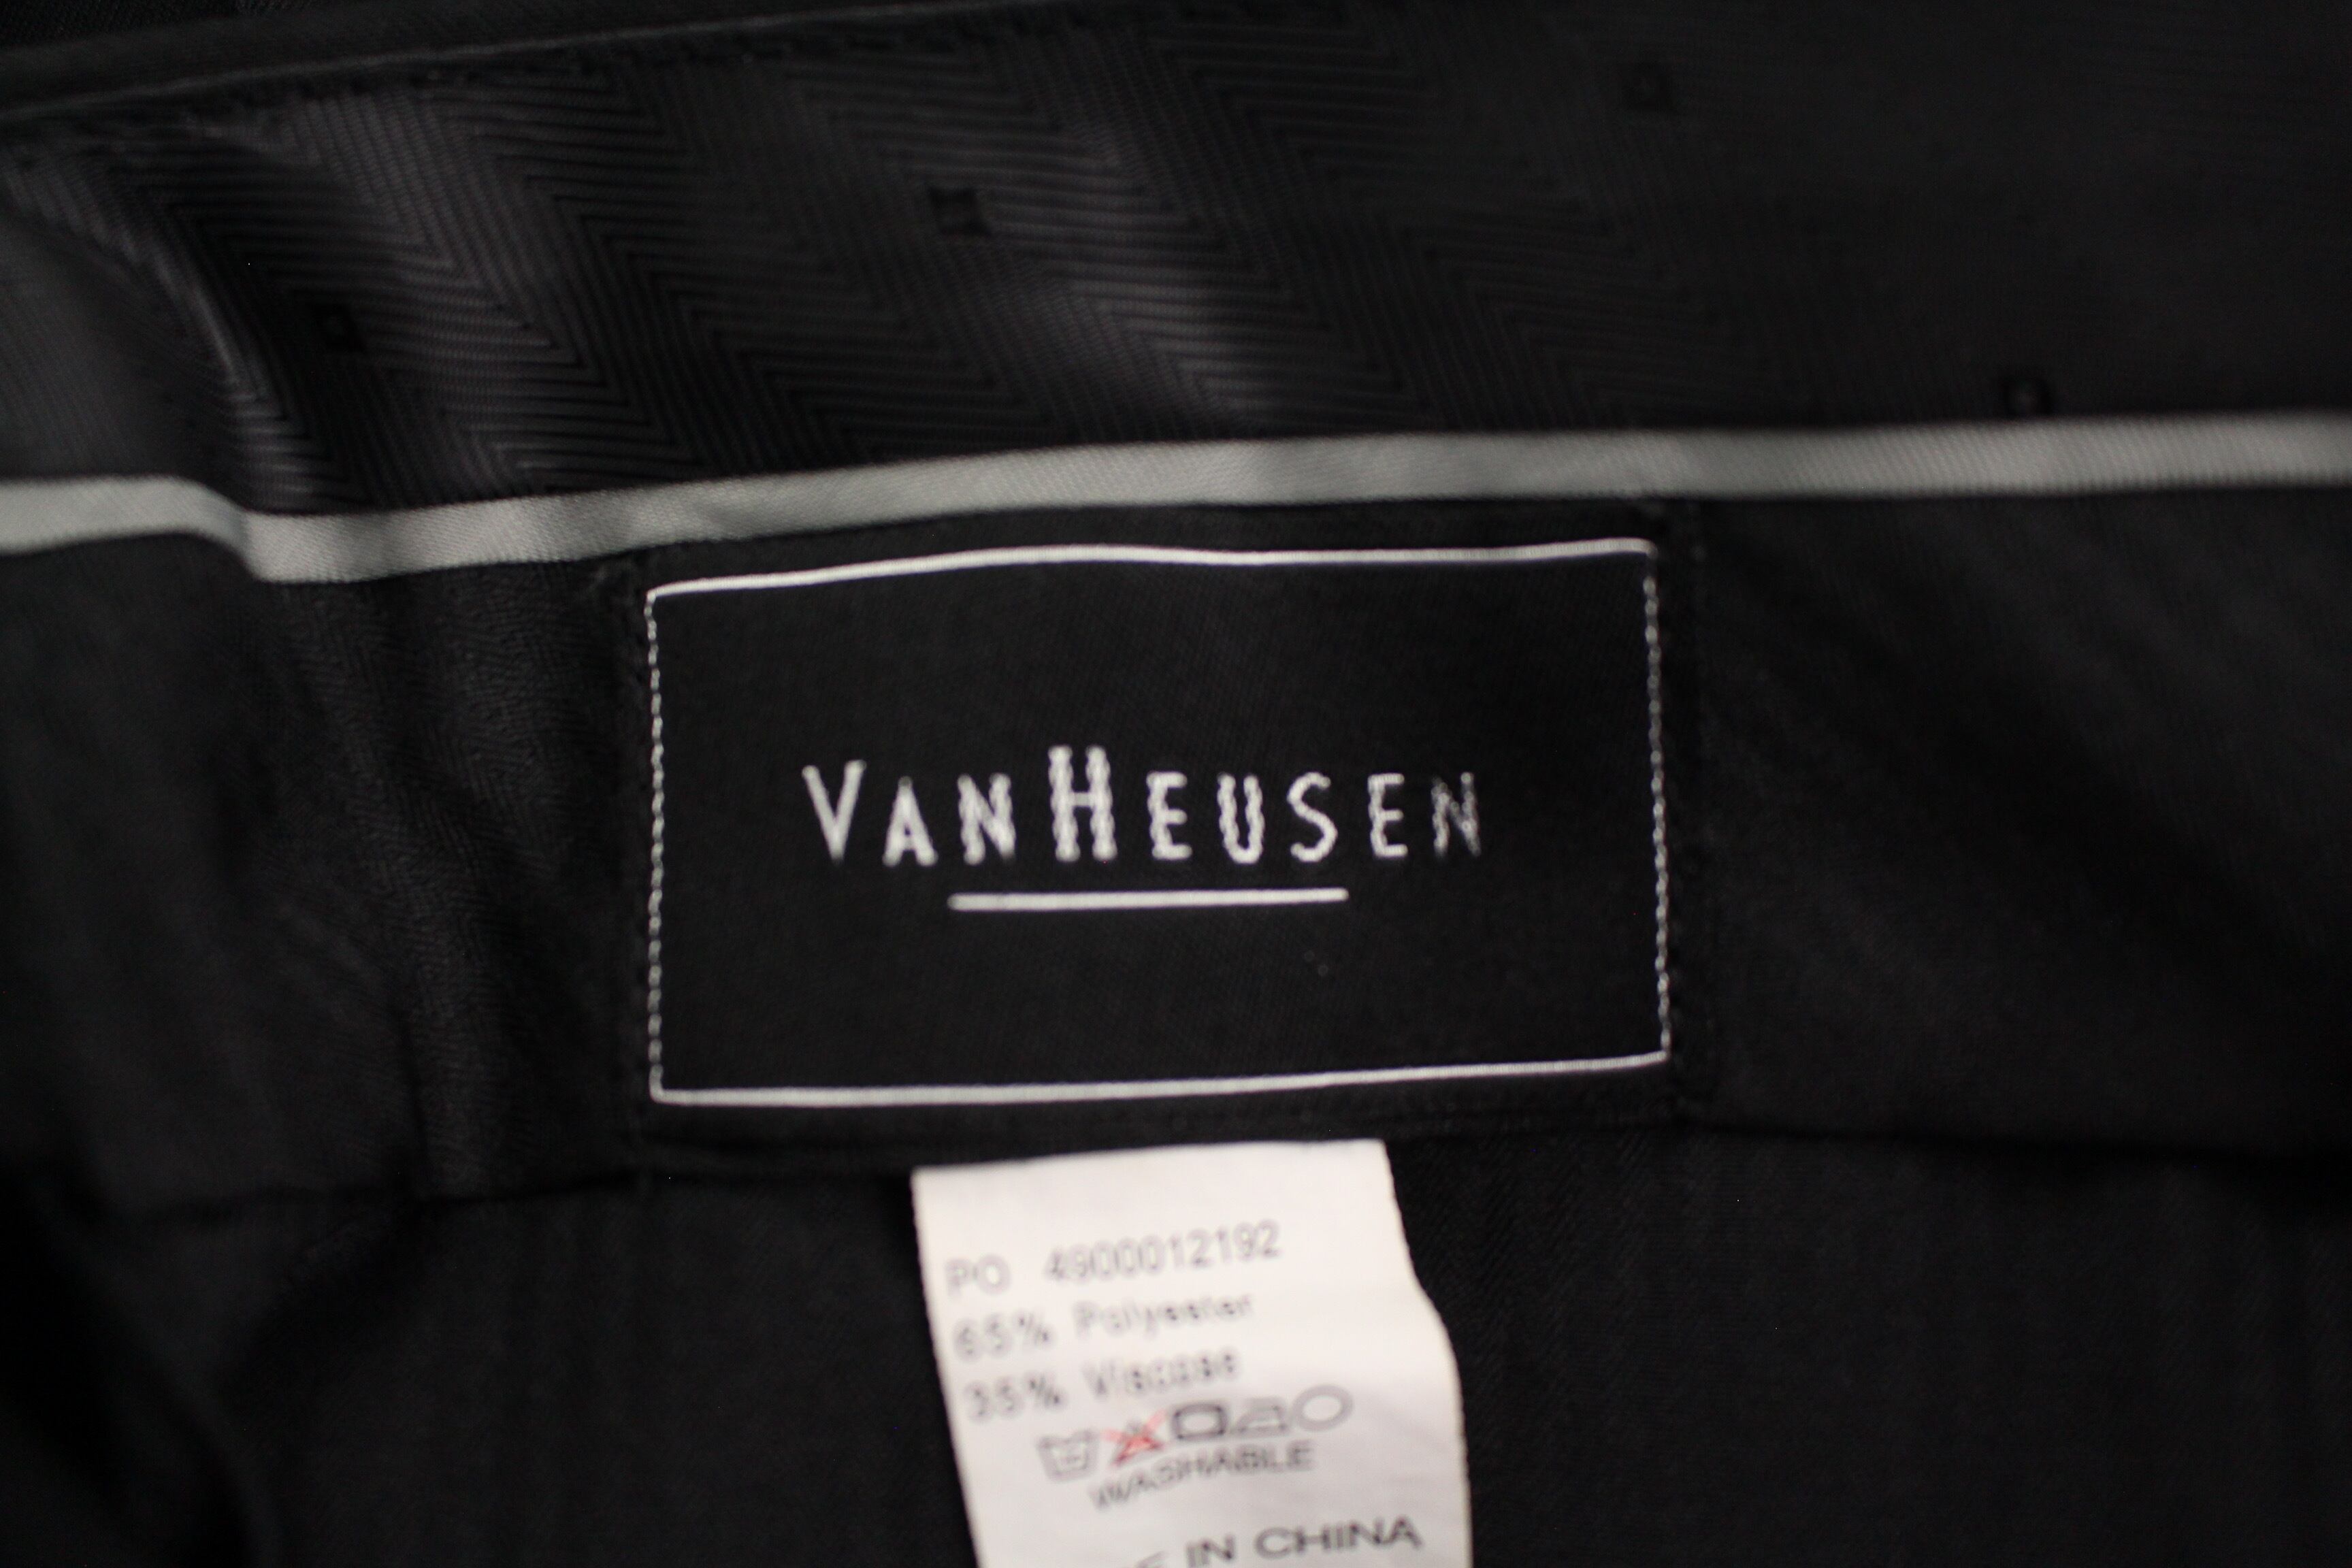 VANHEUSEN
PO 4900012192
65% Polyester
35% Viscose
WASHABLE
IN CHINA